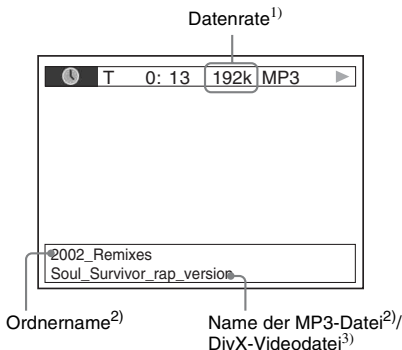 Datenrate1)
T 0: 13 192k MP3
2002_Remixes
Soul_Survivor_rap_version
Ordnername2)
Name der MP3-Datei2)/
DivX-Videodatei3)